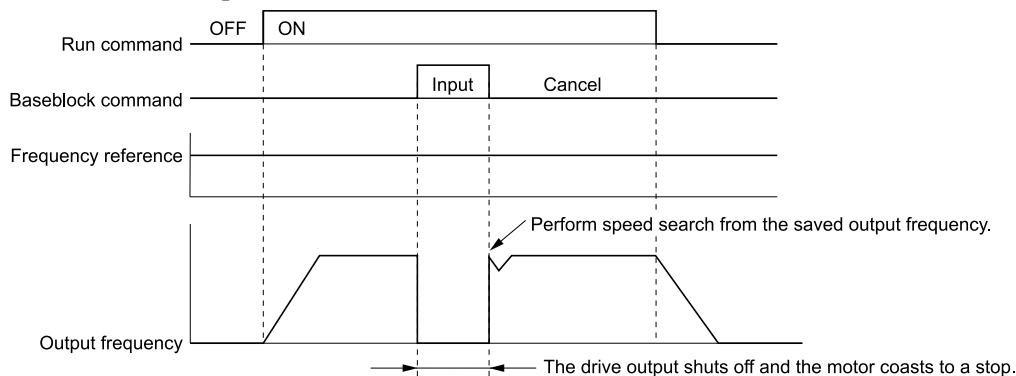 OFF ON
Run command
Input Cancel
Baseblock command
Frequency reference
Perform speed search from the saved output frequency.
Output frequency
The drive output shuts off and the motor coasts to a stop.